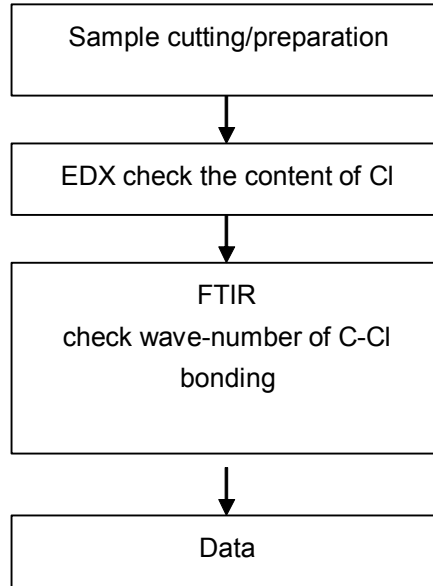 Sample cutting/preparation
EDX check the content of Cl
FTIR
check wave-number of C-Cl
bonding
Data